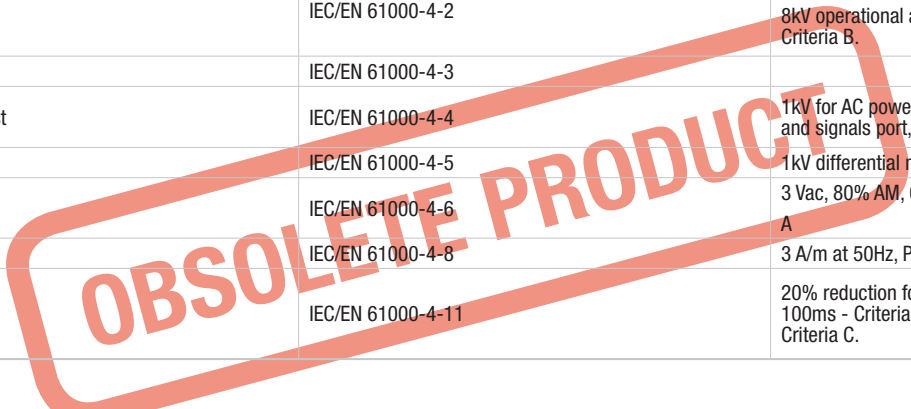 IEC/EN 61000-4-2
8kV operational a
Criteria B.
IEC/EN 61000-4-3
t
IEC/EN 61000-4-4
1kV for AC powe
and signals port,
IEC/EN 61000-4-5
1kV differential
IEC/EN 61000-4-6
3 Vac, 80% AM,
A
IEC/EN 61000-4-8
3 A/m at 50Hz, P
IEC/EN 61000-4-11
20% reduction fo
100ms - Criteria
Criteria C.
OBSOLETE PRODUCT